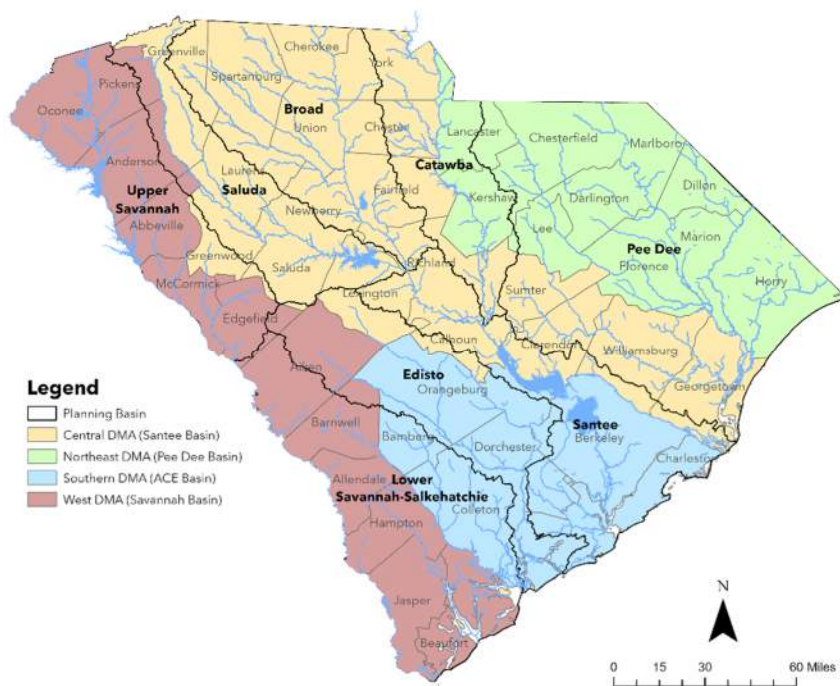 Greenville
Cherokee
York
Pickens
Spartanburg
Oconee
Broad
Union
Chester
Lancaster
Chesterfield
Marlboro
Anderson
Laurens
Catawba
Dillon
Upper
Savannah
Saluda
Fairfield
Kershaw
Darlington
Abbeville
Newberry
Lee
Marion
Pee Dee
Greenwood
Saluda
Richland
Florence
Horry
McCormick
Lexington
Sumter
Edgefield
Calhoun
Clarendon
Williamsburg
Aiken
Edisto
Orangeburg
Georgetown
Santee
Berkeley
Barnwell
Bamberg
Dorchester
Charleston
Allendale
Lower
Savannah-Salkehatchie
Colleton
Hampton
Jasper
Beaufort
Legend
Planning Basin
Central DMA (Santee Basin)
Northeast DMA (Pee Dee Basin)
Southern DMA (ACE Basin)
West DMA (Savannah Basin)
N
0 15 30 60 Miles